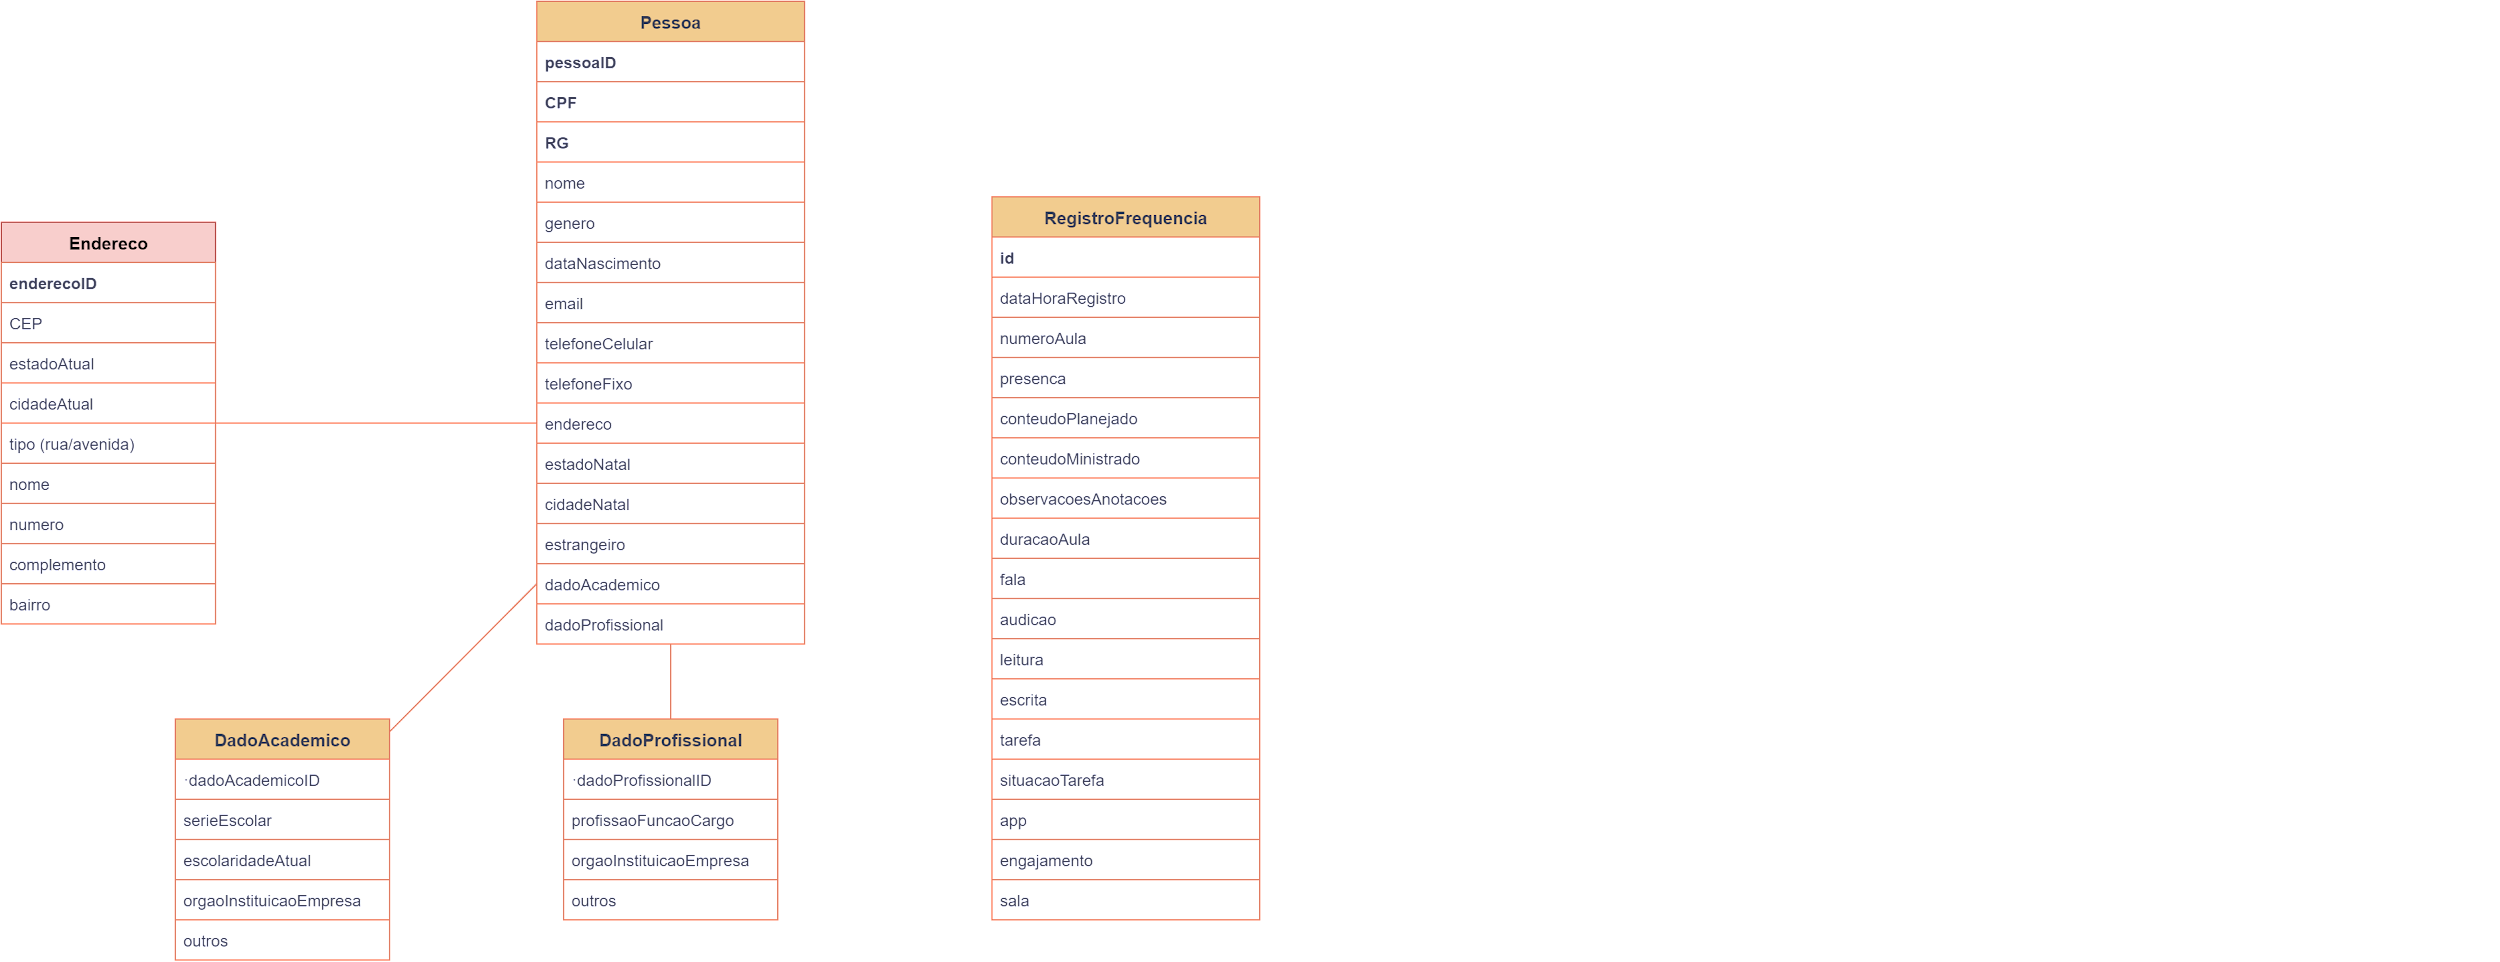 Pessoa
pessoaID
CPF
RG
nome
genero
dataNascimento
email
telefoneCelular
telefoneFixo
endereco
estadoNatal
cidadeNatal
estrangeiro
dadoAcademico
dadoProfissional
Endereco
enderecoID
CEP
estadoAtual
cidadeAtual
tipo (rua/avenida)
nome
numero
complemento
bairro
RegistroFrequencia
id
dataHoraRegistro
numeroAula
presenca
conteudoPlanejado
conteudoMinistrado
observacoesAnotacoes
duracaoAula
fala
audicao
leitura
escrita
tarefa
situacaoTarefa
app
engajamento
sala
DadoAcademico
·dadoAcademicoID
serieEscolar
escolaridadeAtual
orgaoInstituicaoEmpresa
outros
DadoProfissional
·dadoProfissionalID
profissaoFuncaoCargo
orgaoInstituicaoEmpresa
outros